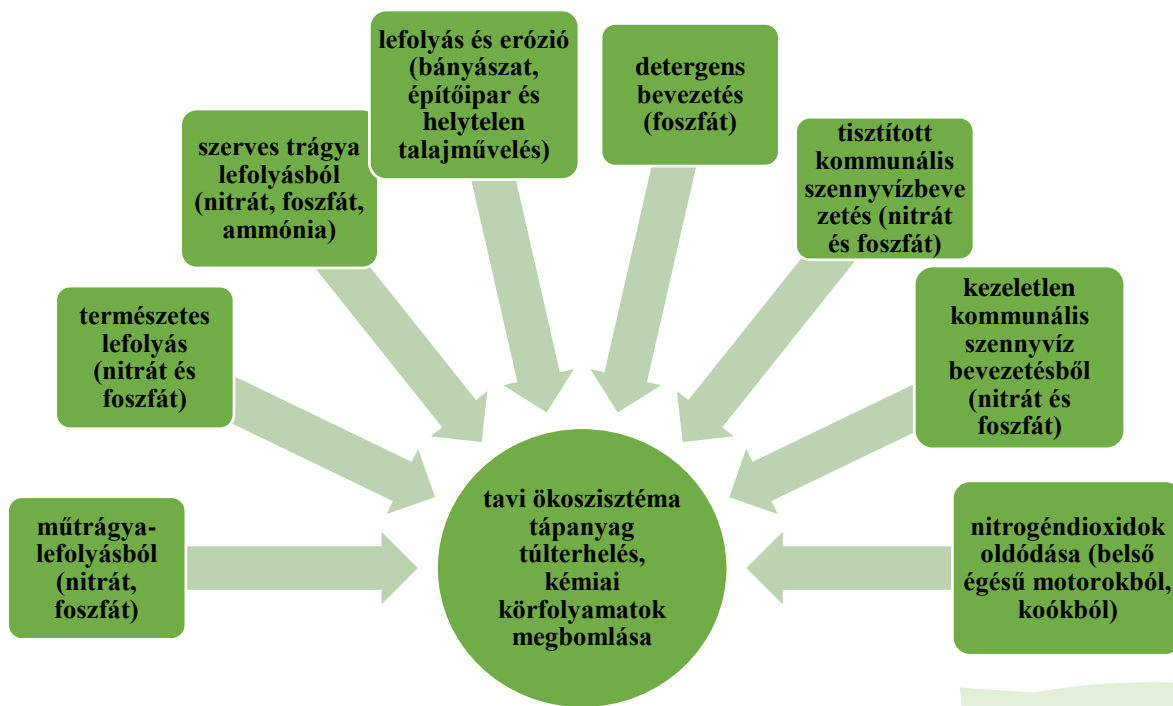 lefolyás és erózió
(bányászat,
építőipar és
helytelen
talajművelés)
detergens
bevezetés
(foszfát)
szerves trágya
lefolyásból
(nitrát, foszfát,
ammónia)
tisztított
kommunális
szennyvízbeve
zetés (nitrát
és foszfát)
természetes
lefolyás
(nitrát és
foszfát)
kezeletlen
kommunális
szennyvíz
bevezetésből
(nitrát és
foszfát)
műtrágya-
lefolyásból
(nitrát,
foszfát)
tavi ökoszisztéma
tápanyag
túlterhelés,
kémiai
körfolyamatok
megbomlása
nitrogéndioxidok
oldódása (belső
égésű motorokból,
koókból)